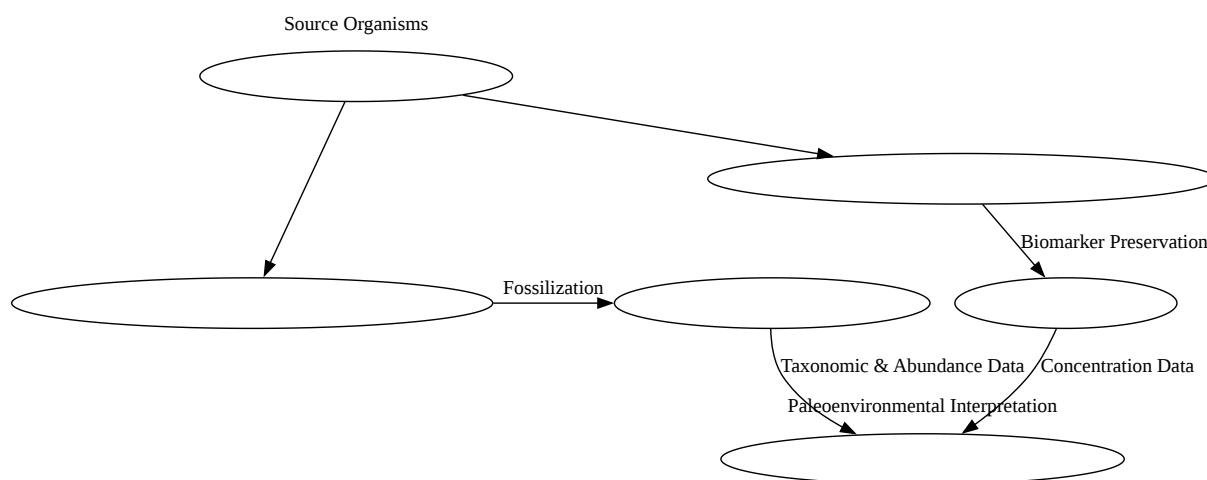 Source Organisms
Biomarker Preservation
Fossilization
Taxonomic & Abundance Data
Concentration Data
Paleoenvironmental Interpretation